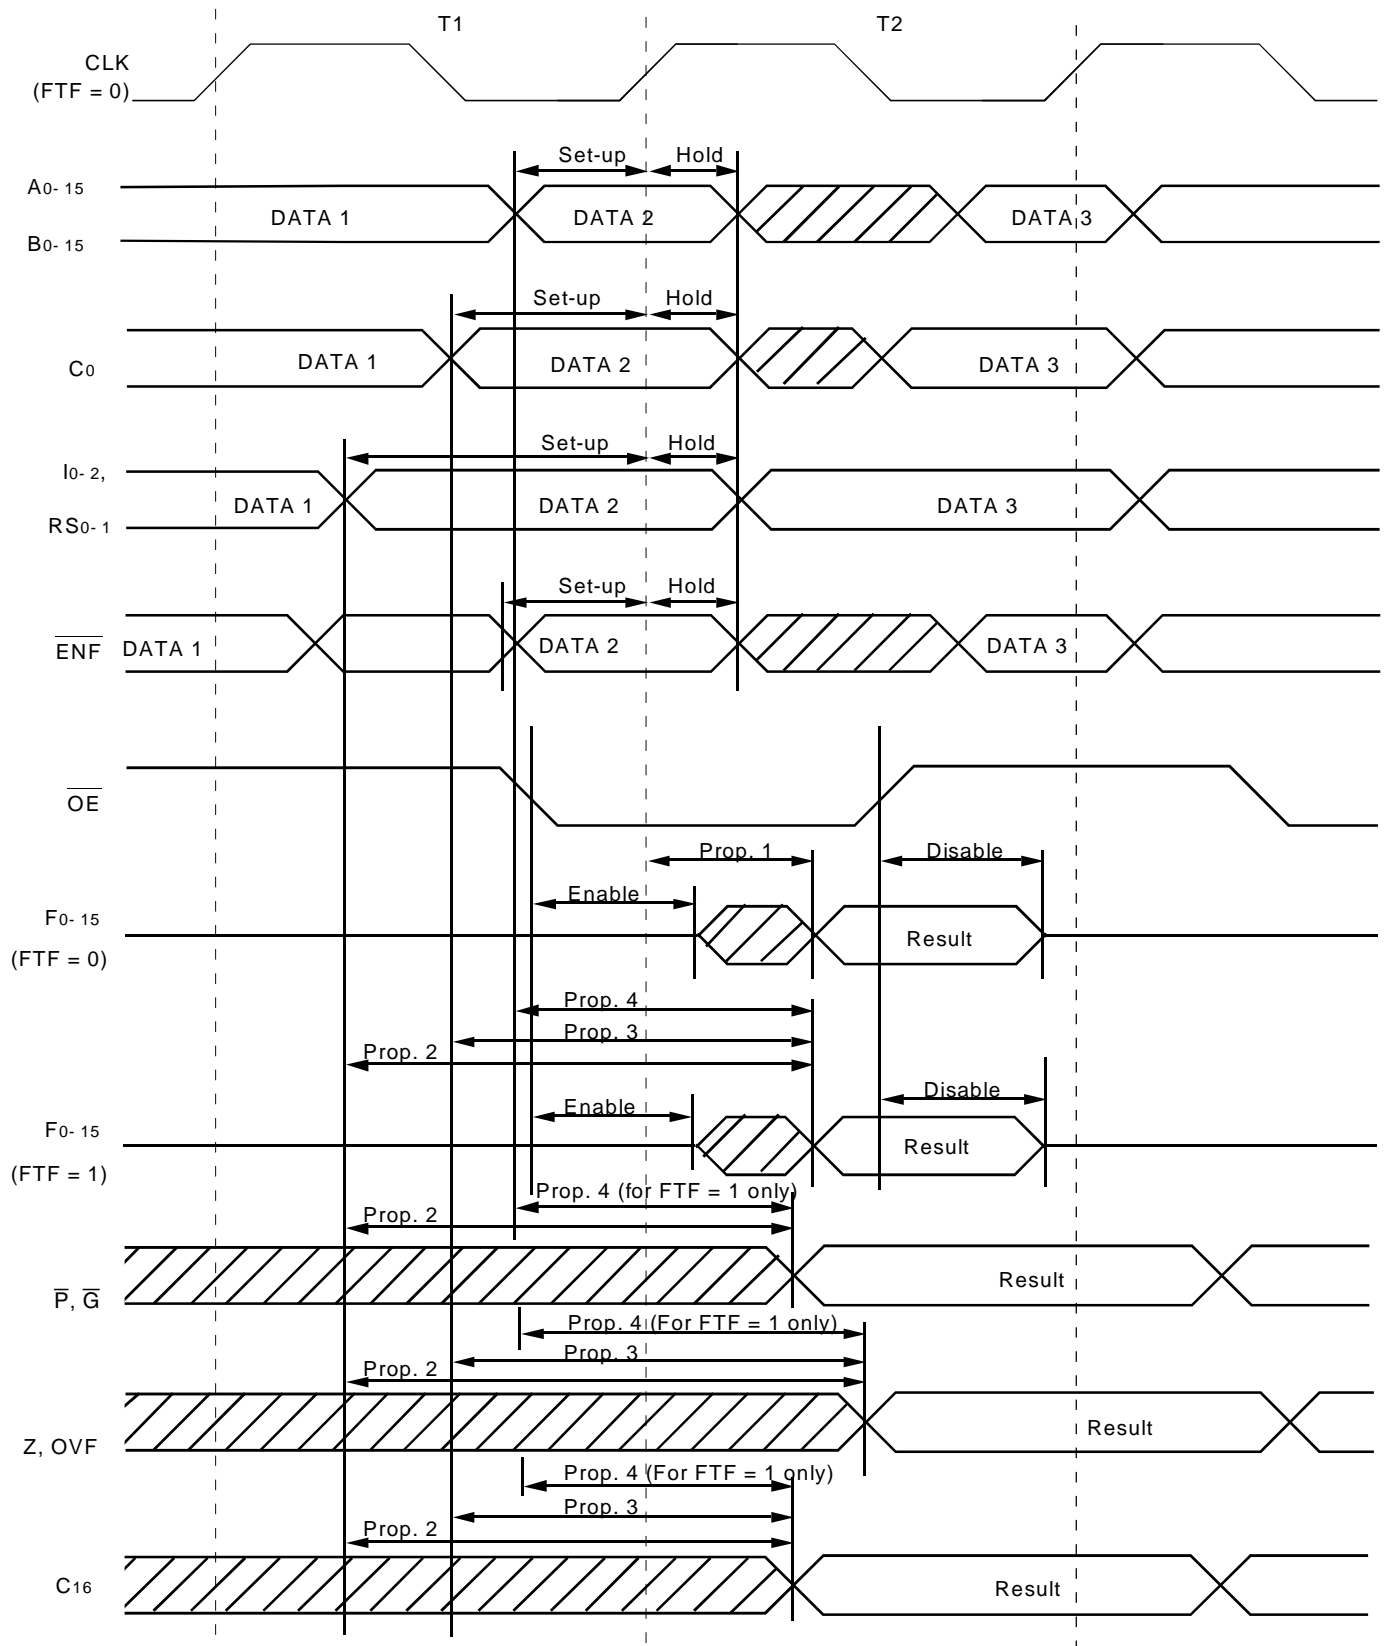 T1 T2
CLK
(FTF = 0)
Set-up Hold
A0- 15
DATA 1 DATA 2 DATA 3
B0- 15
Set-up Hold
C0 DATA 1 DATA 2 DATA 3
Set-up Hold
I0- 2,
DATA 1 DATA 2 DATA 3
RS0- 1
Set-up Hold
ENF DATA 1 DATA 2 DATA 3
OE
Prop. 1 Disable
Enable
F0- 15
Result
(FTF = 0)
Prop. 4
Prop. 3
Prop. 2
Disable
Enable
F0- 15
Result
(FTF = 1)
Prop. 4 (for FTF = 1 only)
Prop. 2
P, G Result
Prop. 4 (For FTF = 1 only)
Prop. 3
Prop. 2
Z, OVF Result
Prop. 4 (For FTF = 1 only)
Prop. 3
Prop. 2
C16 Result